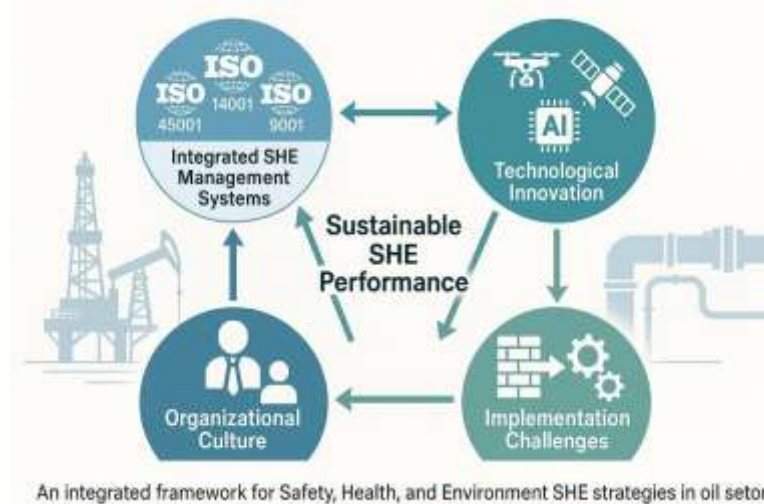 ISO
ISO
ISO
14001
45001
9001
Integrated SHE
Management
Systems
AI
Technological
Innovation
Sustainable
SHE
Performance
Organizational
Culture
Implementation
Challenges
An integrated framework for Safety, Health, and Environment SHE strategies in oil setor